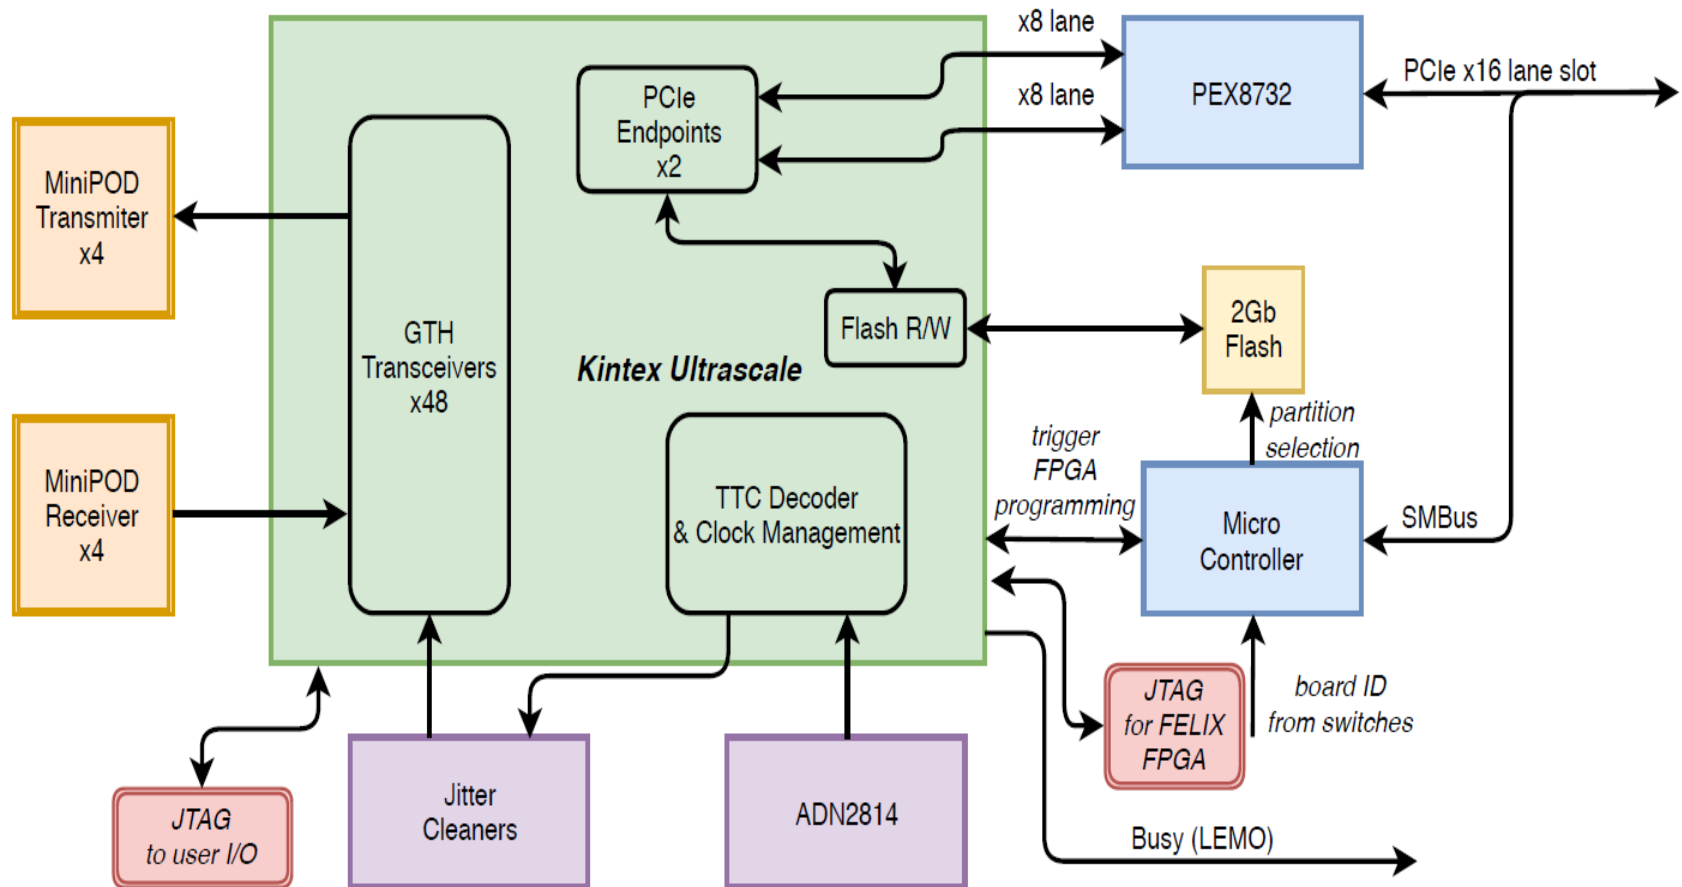 x8 lane
x8 lane
PEX8732
PCIe x16 lane slot
PCIe
Endpoints
x2
MiniPOD
Transmiter
x4
GTH
Transceivers
x48
Flash R/W
2Gb
Flash
Kintex Ultrascale
partition
selection
trigger
FPGA
programming
MiniPOD
Receiver
x4
TTC Decoder
& Clock Management
Micro
Controller
SMBus
JTAG
for FELIX
FPGA
board ID
from switches
JTAG
to user I/O
Jitter
Cleaners
ADN2814
Busy (LEMO)